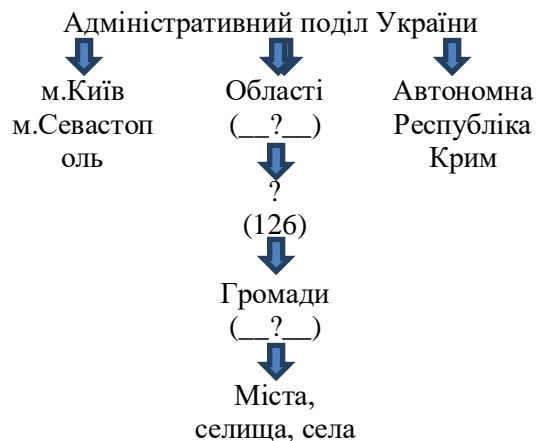 Адміністративний поділ України
м.Київ
м.Севастоп
оль
Області
(__?__)
Автономна
Республіка
Крим
?
(126)
Громади
(__?__)
Міста,
селища, села